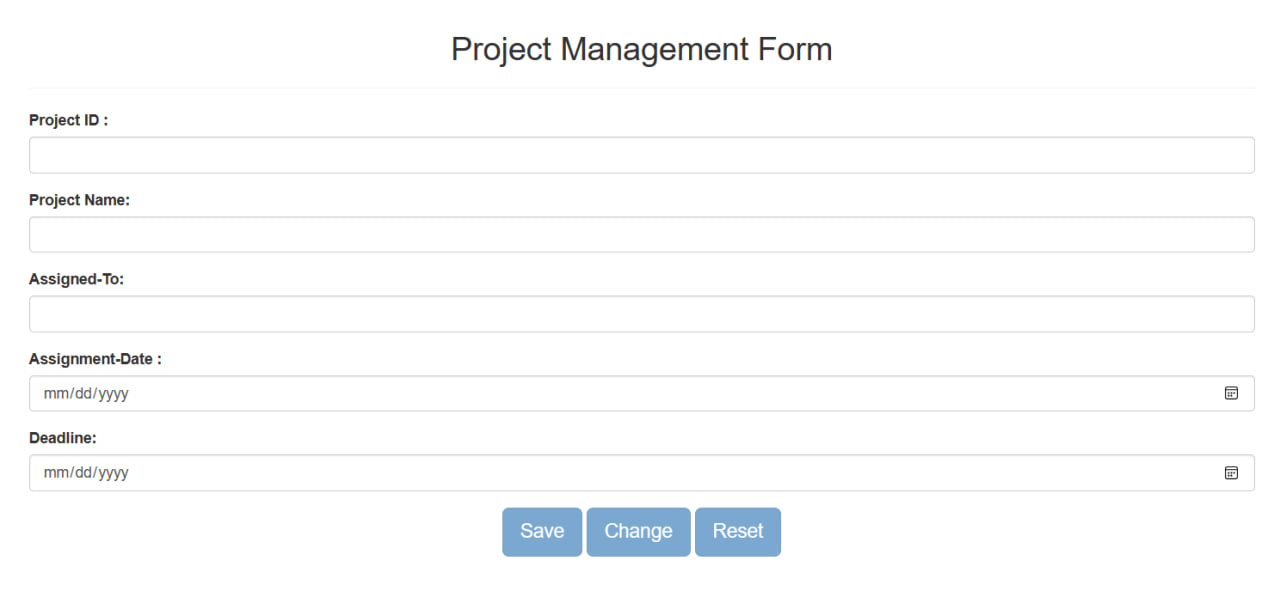 Project Management Form
Project ID :
Project Name:
Assigned-To:
Assignment-Date :
mm/dd/yyyy
Deadline:
mm/dd/yyyy
Save Change Reset